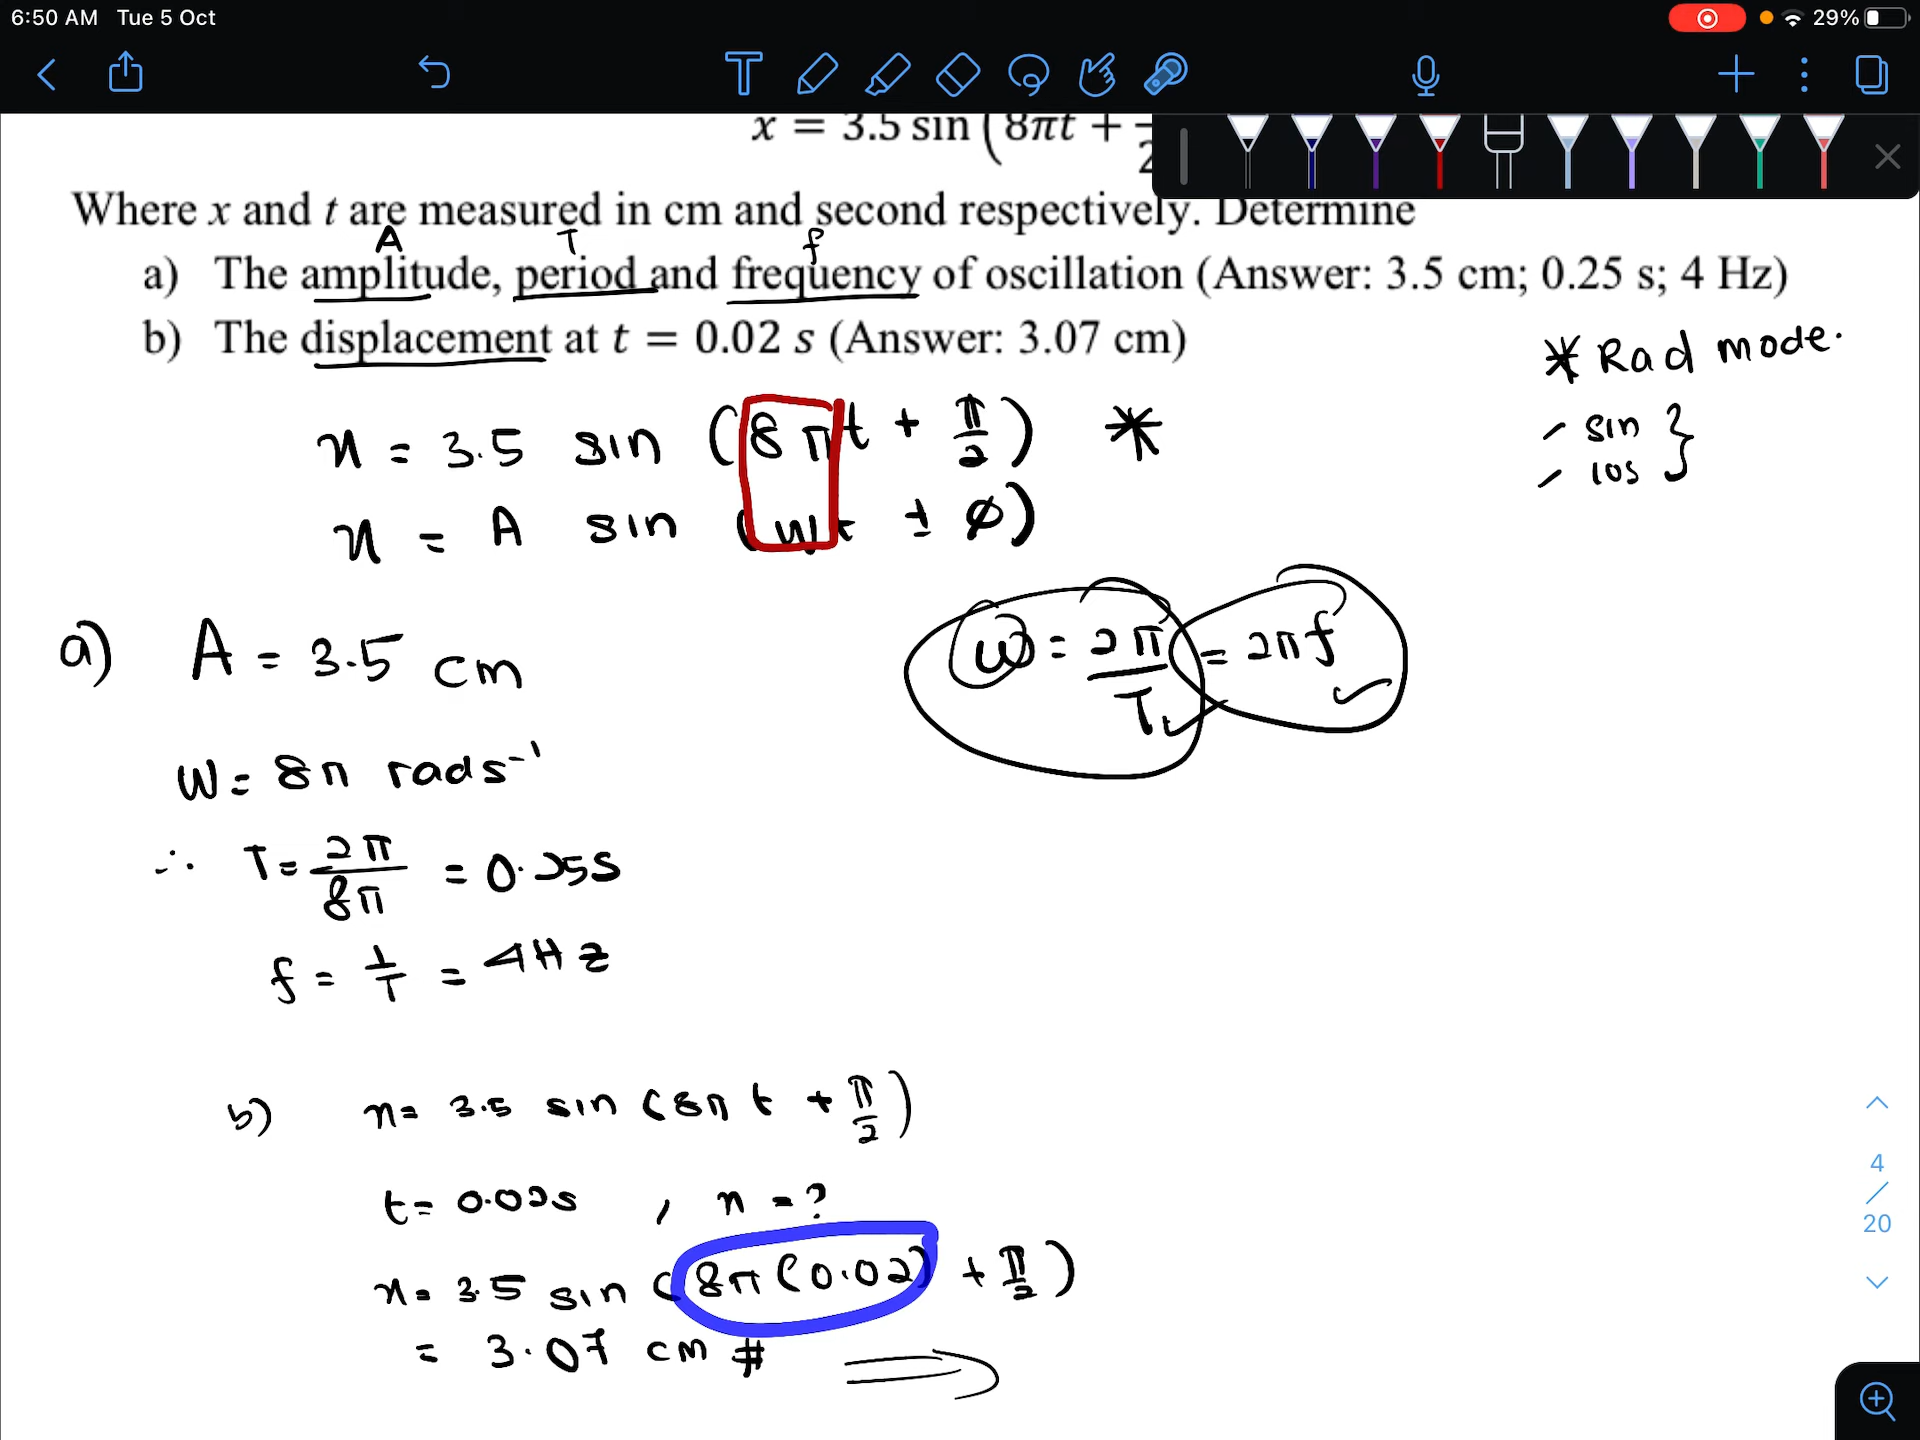 6:50 AM Tue 5 Oct
29%
x = 3.5 sin (8πt +
2
Where x and t are measured in cm and second respectively. Determine
A T f
a) The amplitude, period and frequency of oscillation (Answer: 3.5 cm; 0.25 s; 4 Hz)
b) The displacement at t = 0.02 s (Answer: 3.07 cm)
* Rad mode.
- sin }
- cos
x = 3.5 sin (8πt + π/2) *
x = A sin (ωt ± ϕ)
ω = 2π/T = 2πf
a) A = 3.5 cm
ω = 8π rads⁻¹
∴ T = 2π/8π = 0.25s
f = 1/T = 4Hz
b) x = 3.5 sin (8πt + π/2)
t = 0.02s , x = ?
x = 3.5 sin (8π(0.02) + π/2)
= 3.07 cm #
4
/
20